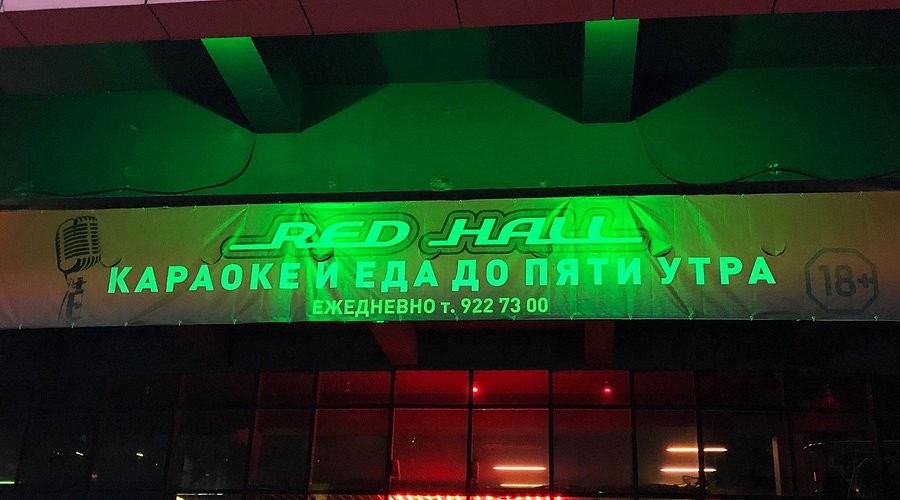 RED HALL
КАРАОКЕ И ЕДА ДО ПЯТИ УТРА
18+
ЕЖЕДНЕВНО т. 922 73 00